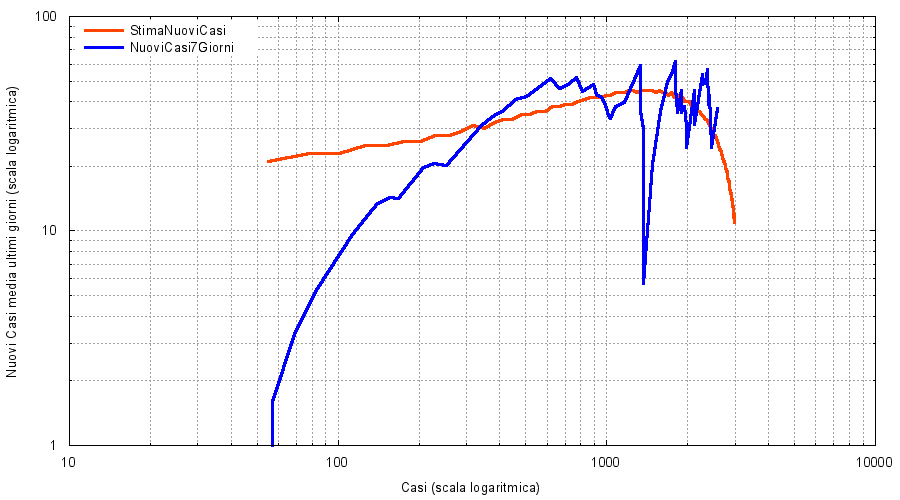 100
StimaNuoviCasi
NuoviCasi7Giorni
Nuovi Casi media ultimi giorni (scala logaritmica)
10
1
10
100
1000
10000
Casi (scala logaritmica)